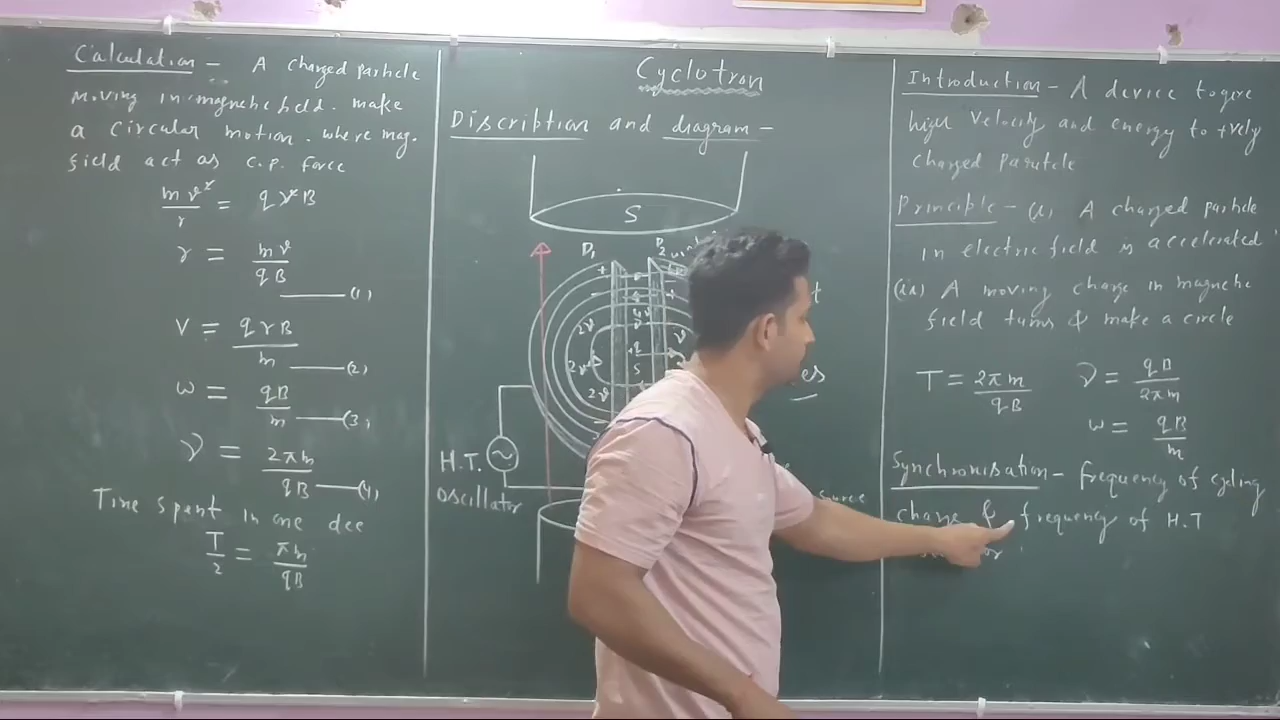 Calculation - A charged particle
moving in magnetic field. make
a circular motion. where mag.
field act as C.P. force
mv²/r = qvB
r = mv/qB —(1)
v = qrB/m —(2)
w = qB/m —(3)
ν = 2πm/qB —(4)
Time spent in one dee
T/2 = πm/qB
Cyclotron
Discription and diagram -
S
D₁ D₂
H.T.
oscillator
source
Introduction - A device to give
high velocity and energy to +vely
charged particle
Principle - (i) A charged particle
in electric field is accelerated
(ii) A moving charge in magnetic
field turns & make a circle
T = 2πm/qB ν = qB/2πm
w = qB/m
Synchronisation - frequency of cycling
charge & frequency of H.T